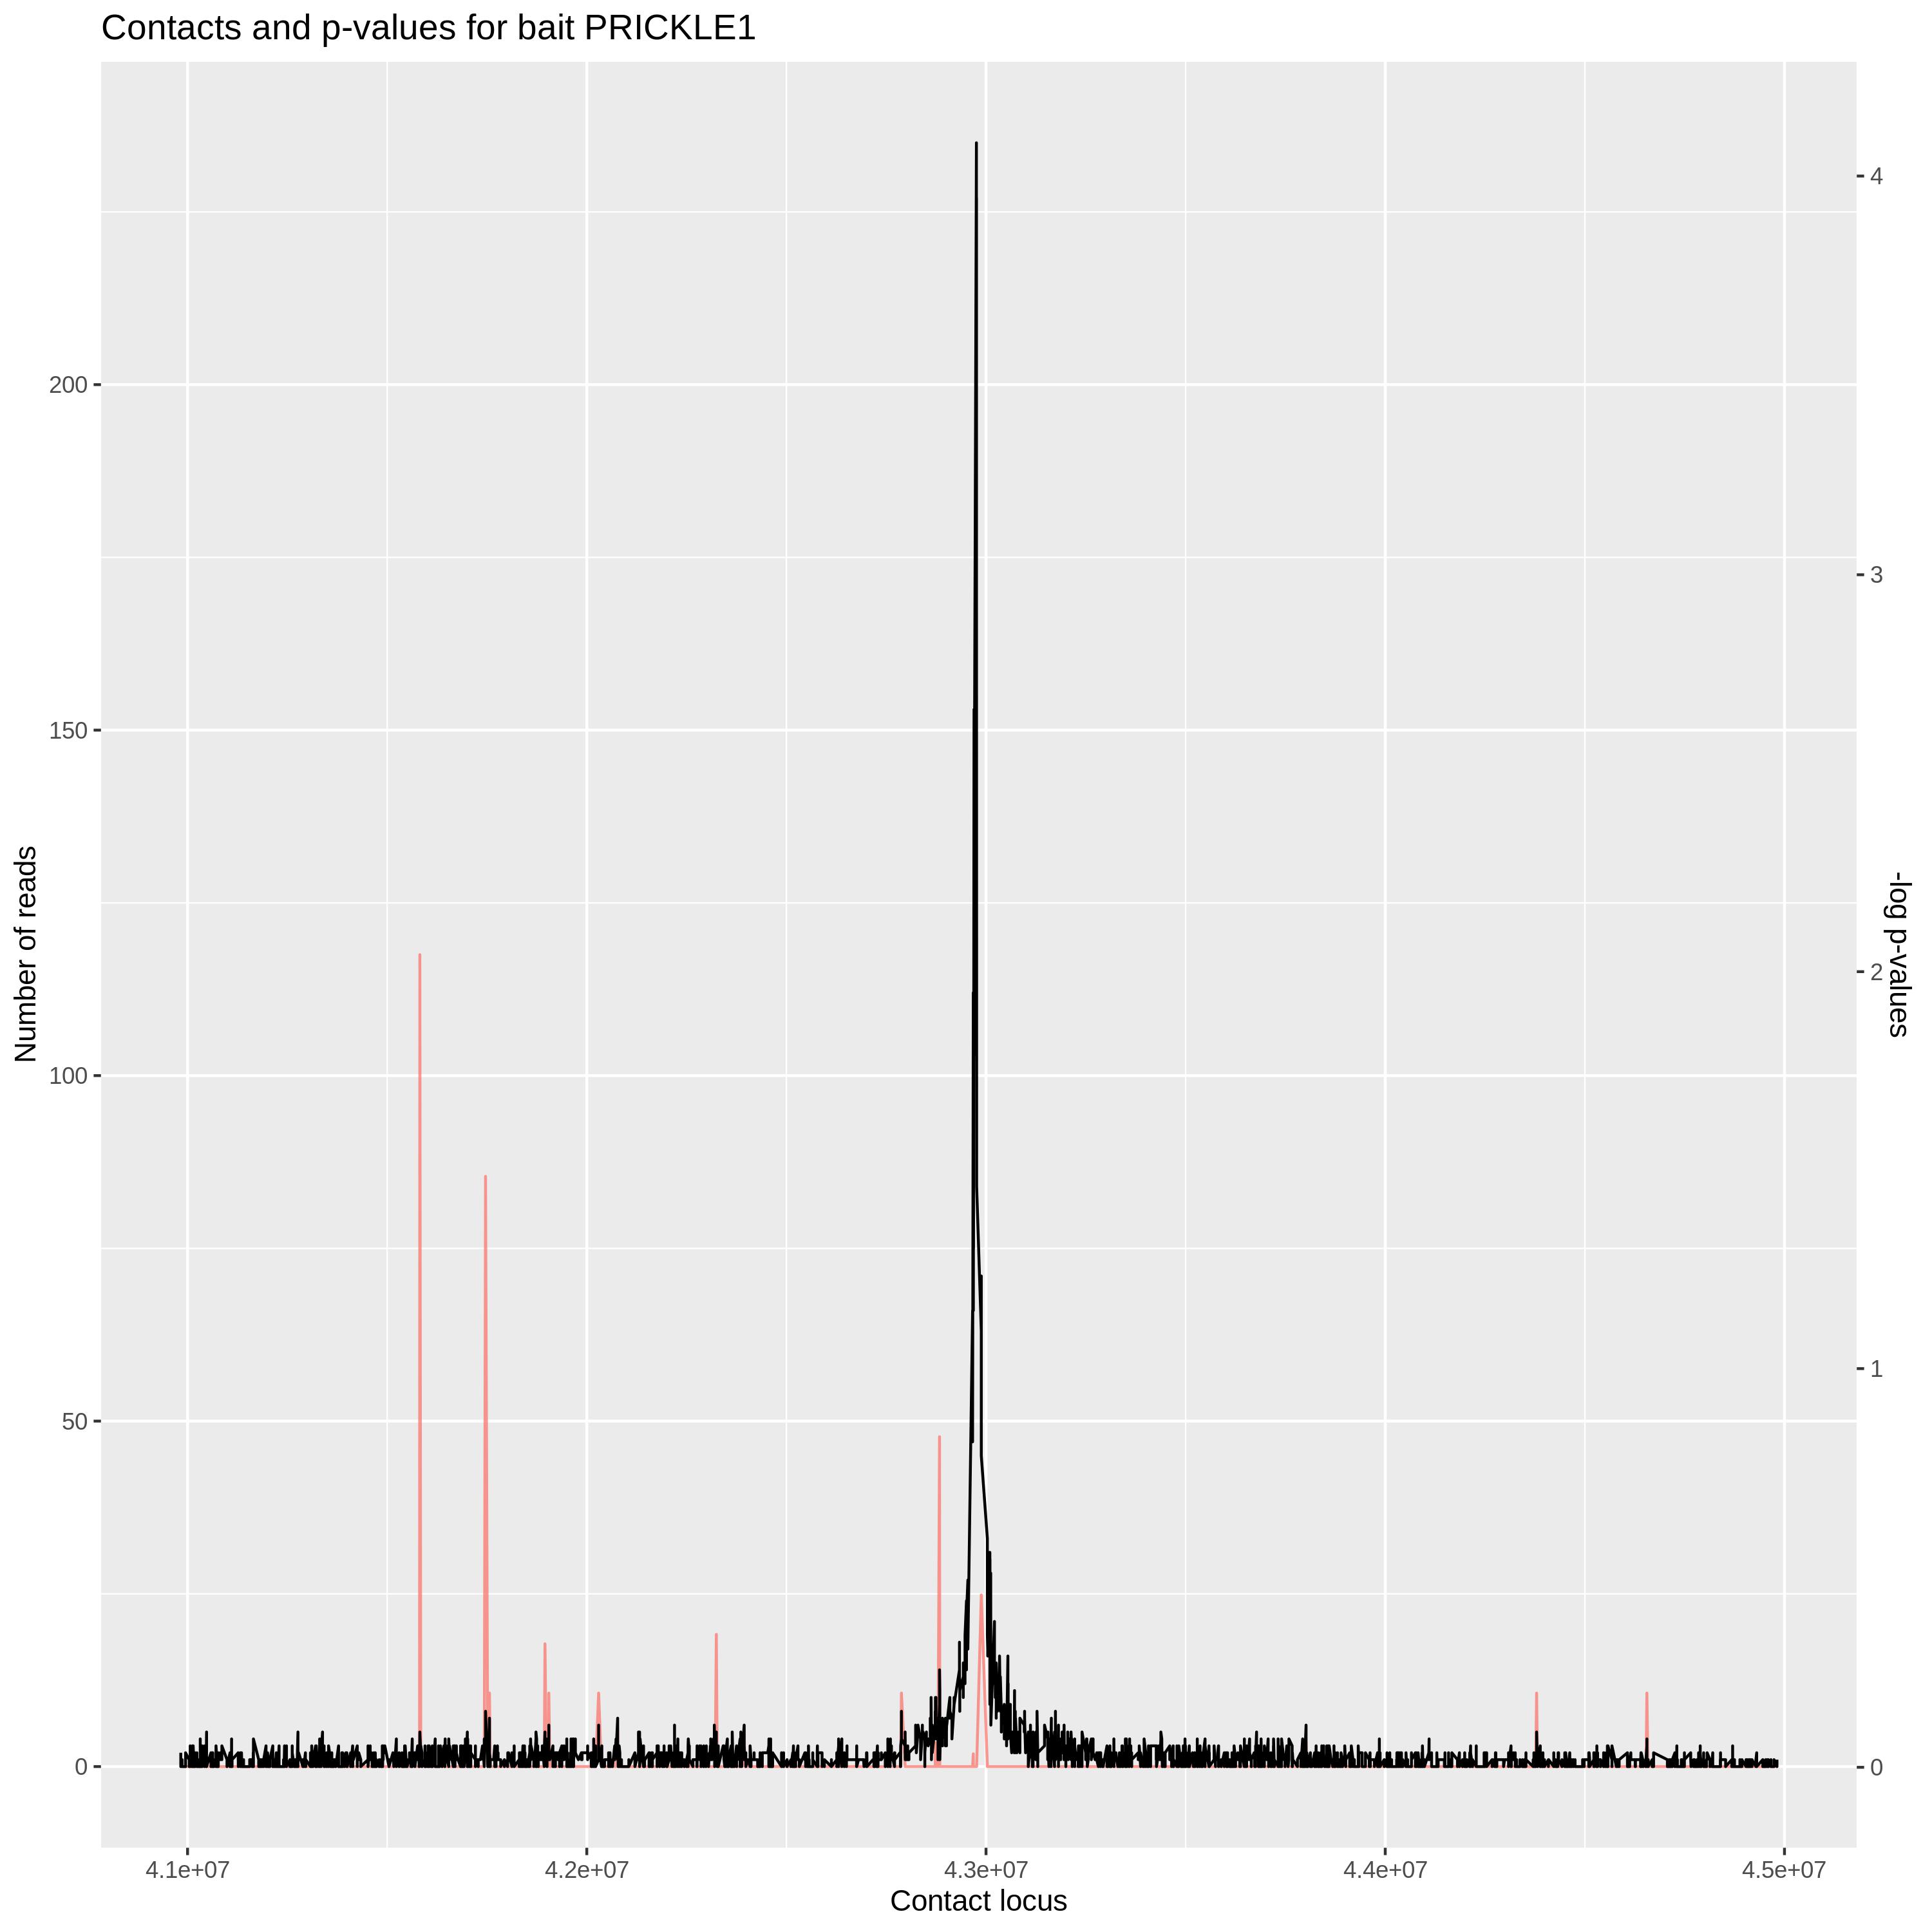 Contacts and p-values for bait PRICKLE1
Number of reads
200
150
100
50
0
4
3
2
1
0
-log p-values
4.1e+07
4.2e+07
4.3e+07
4.4e+07
4.5e+07
Contact locus